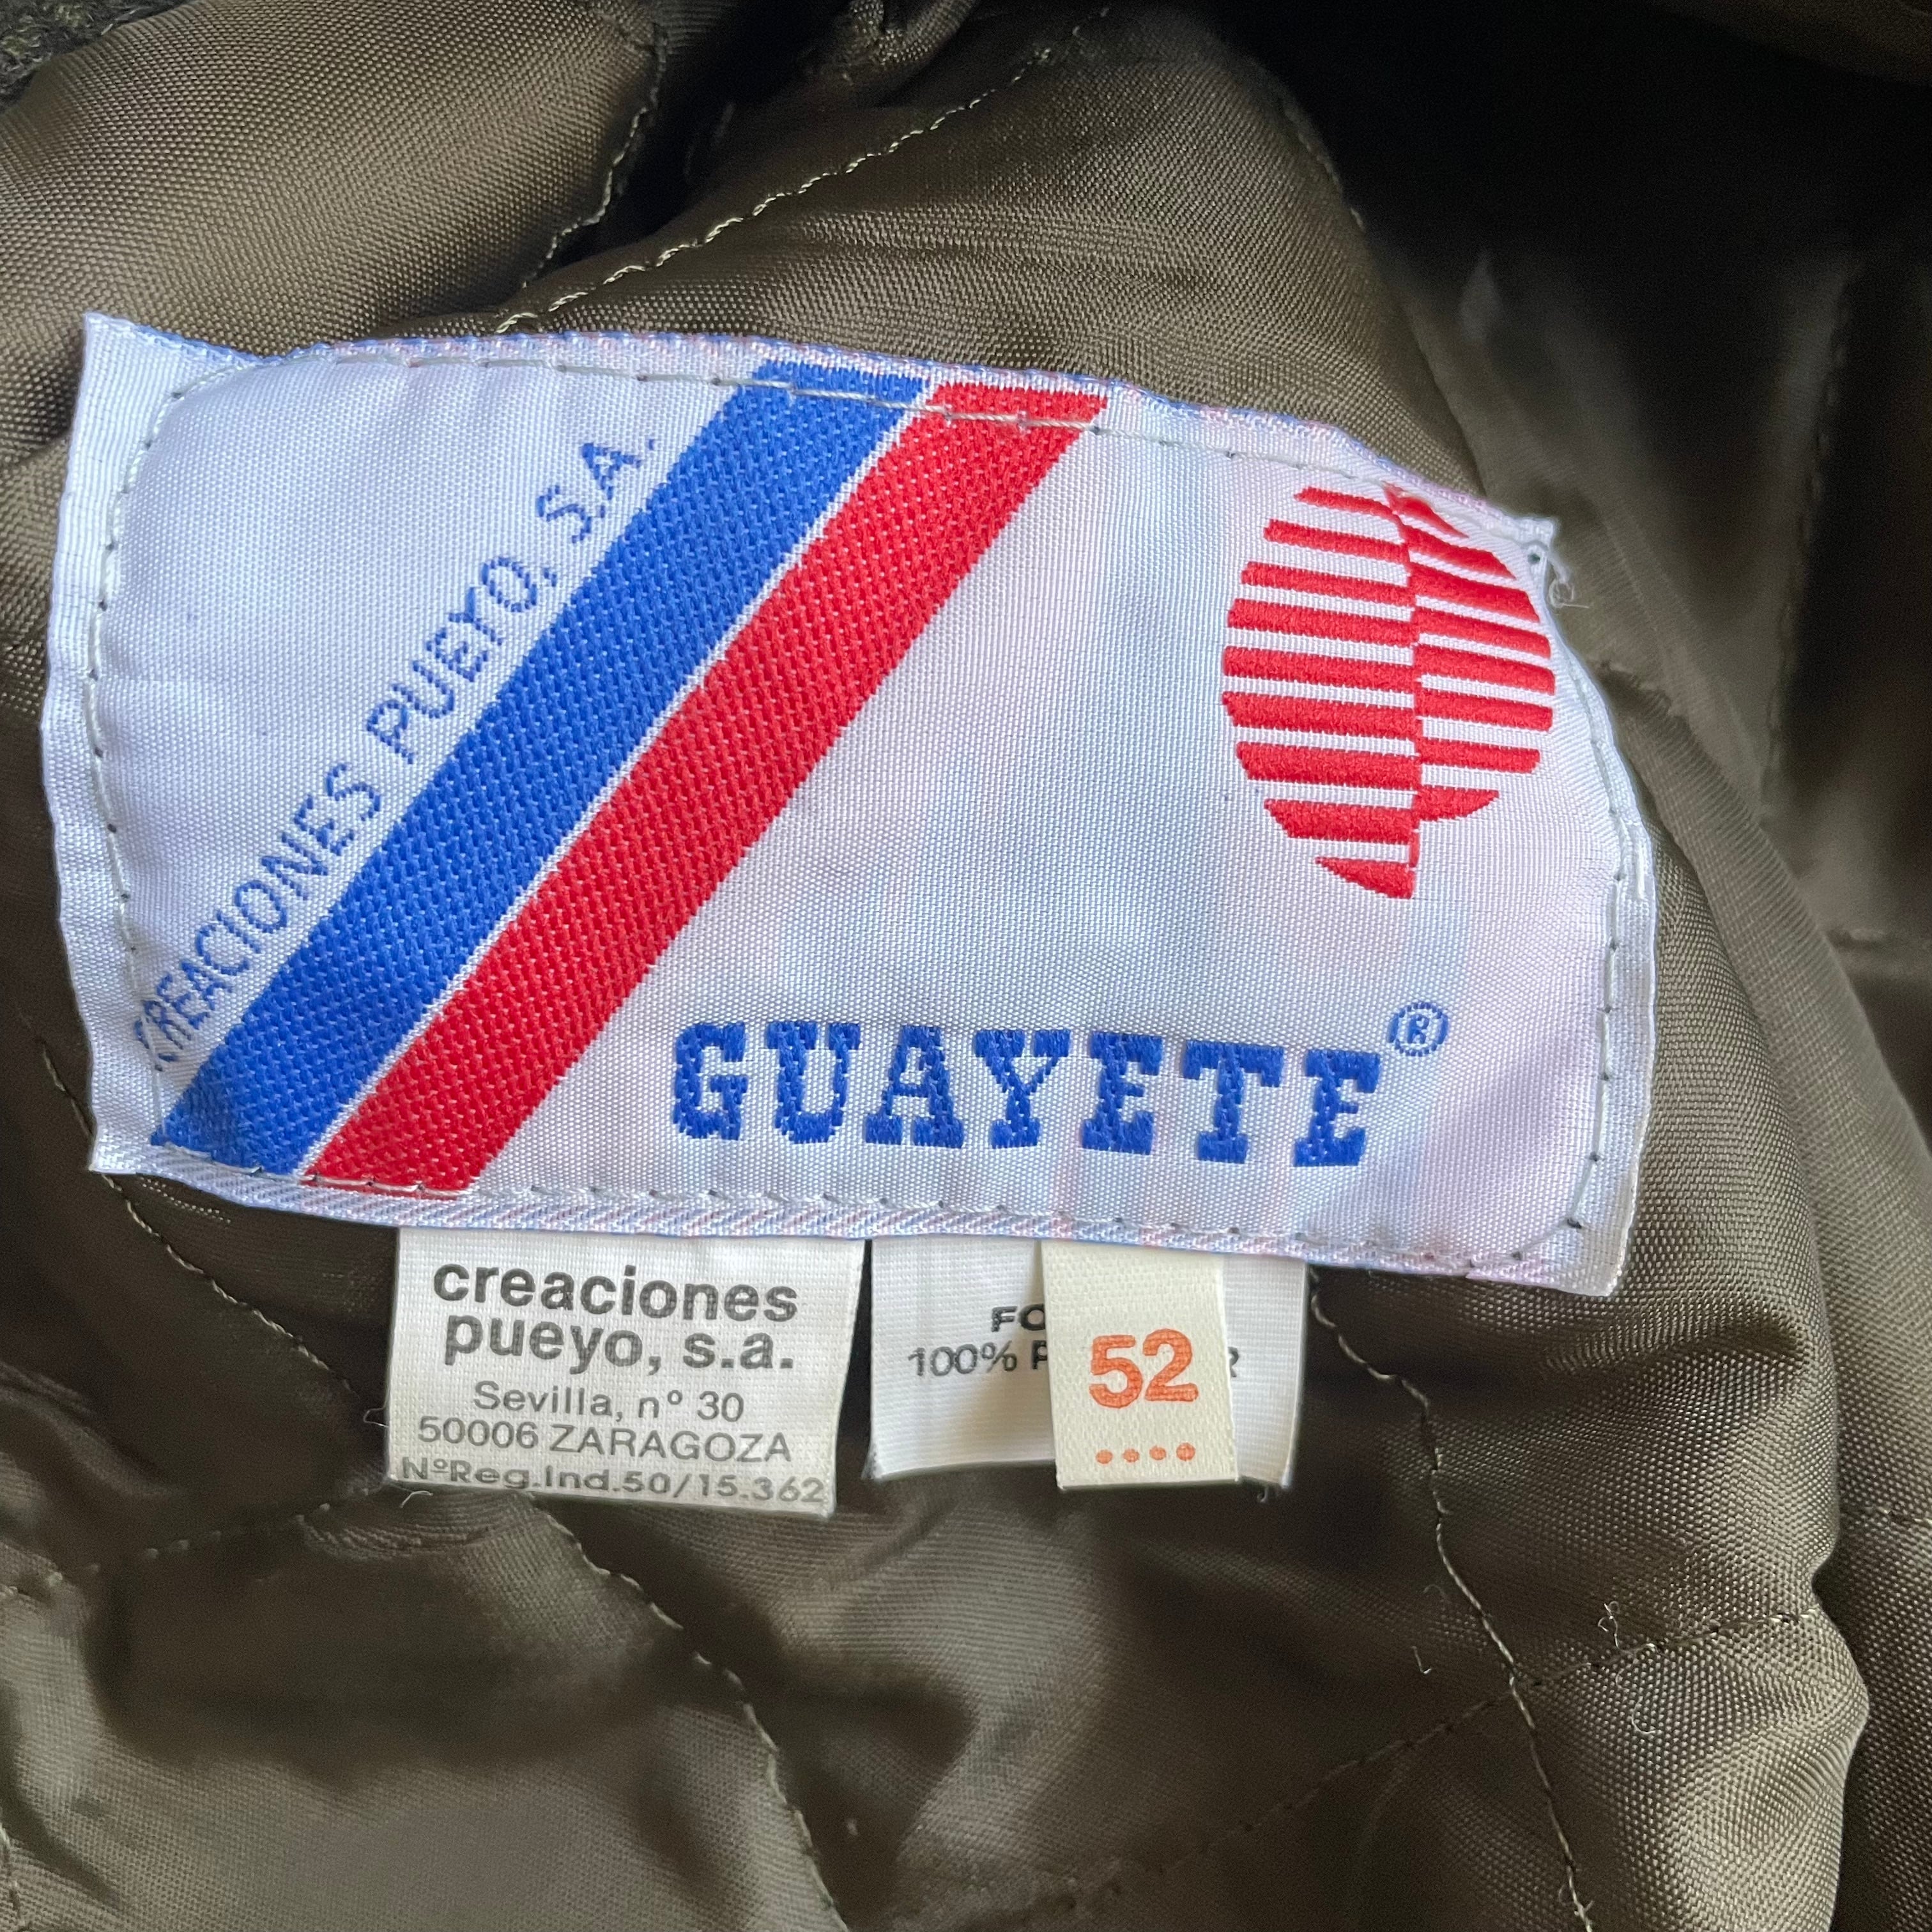 CREACIONES PUEYO, S.A.
GUAYETE®
creaciones
pueyo, s.a.
Sevilla, nº 30
50006 ZARAGOZA
NºReg.Ind.50/15.362
100%
52